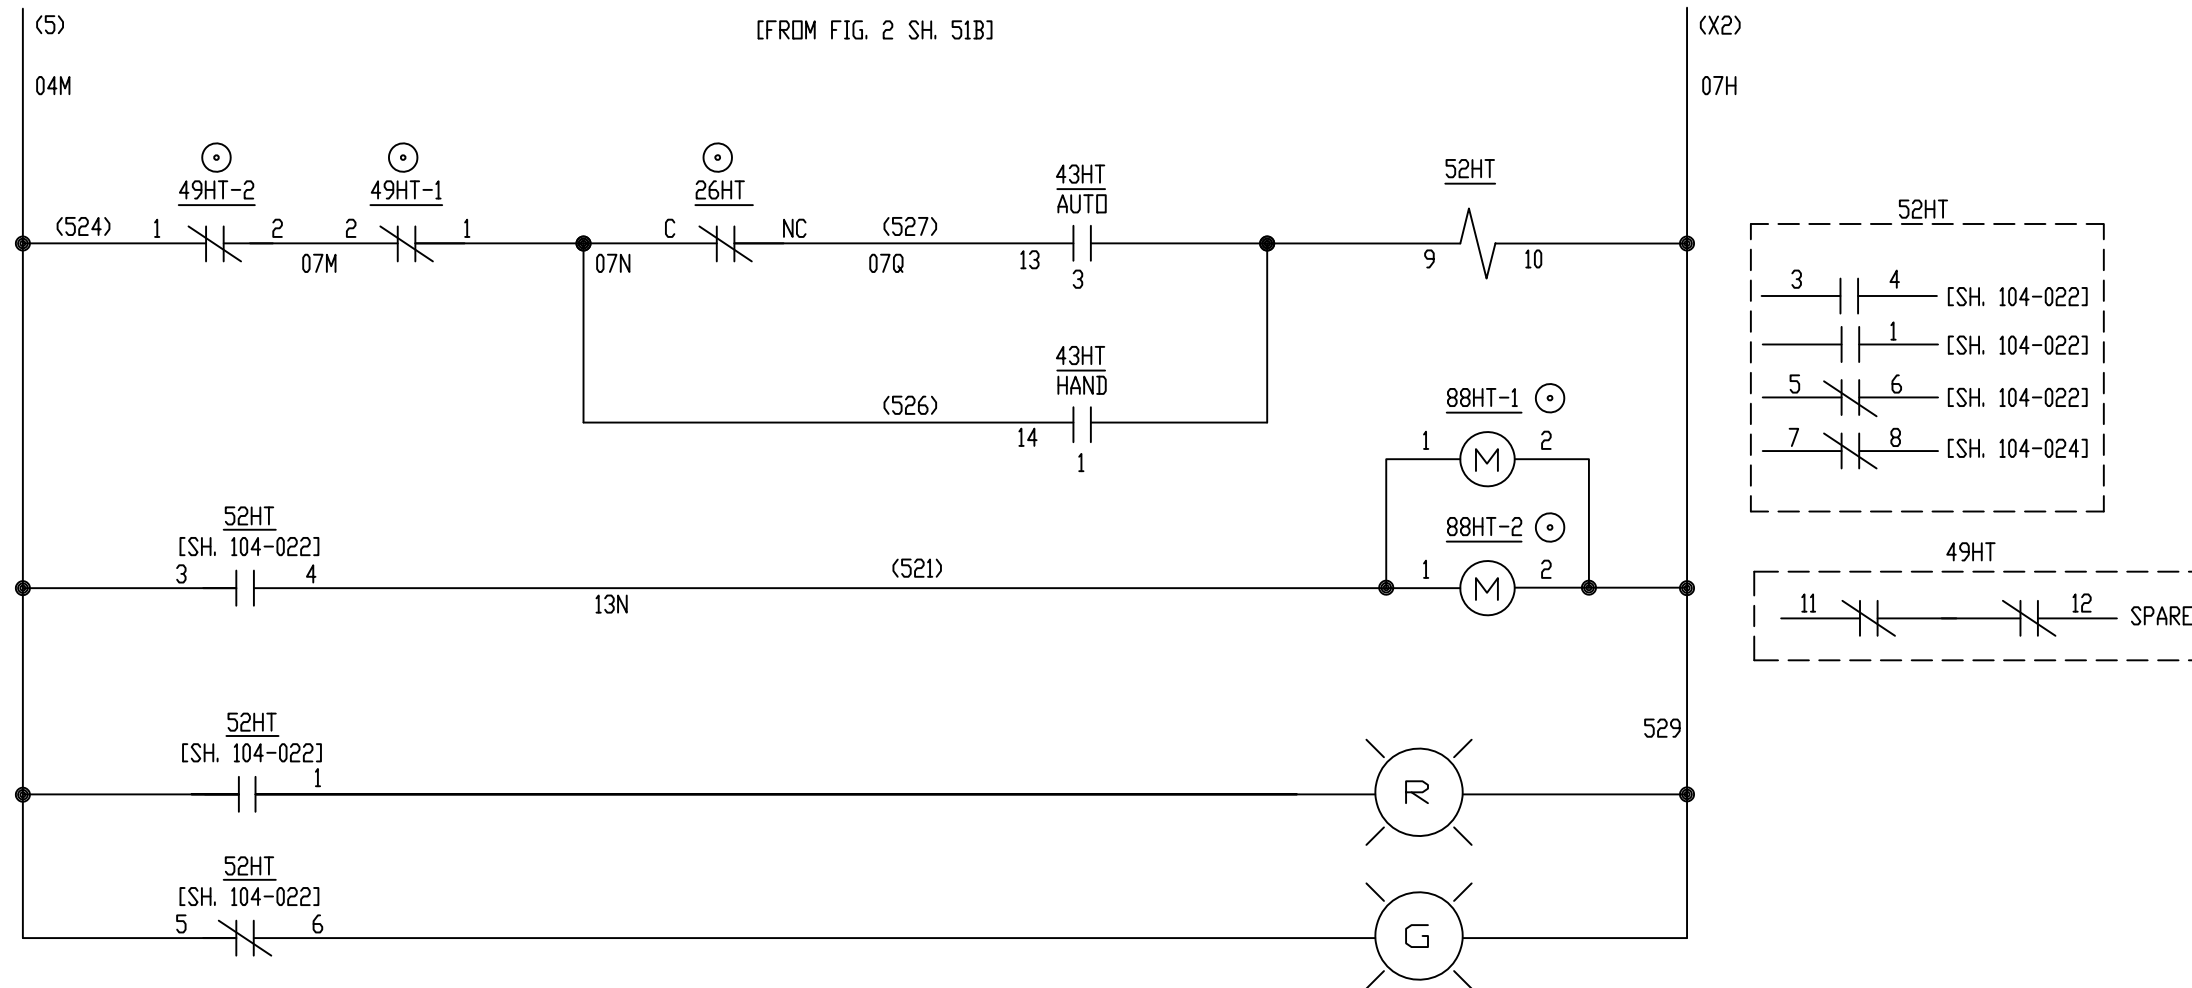 (5)
[FROM FIG. 2 SH. 51B]
(X2)
04M
07H
49HT-2
49HT-1
26HT
43HT
AUTO
52HT
(524)
1
2
2
1
C
NC
(527)
07M
07N
07Q
13
3
9
10
43HT
HAND
(526)
14
1
88HT-1
1
M
2
88HT-2
1
M
2
52HT
[SH. 104-022]
3
4
(521)
13N
529
52HT
[SH. 104-022]
1
R
52HT
[SH. 104-022]
5
6
G
52HT
3
4
[SH. 104-022]
1
[SH. 104-022]
5
6
[SH. 104-022]
7
8
[SH. 104-024]
49HT
11
12
SPARE